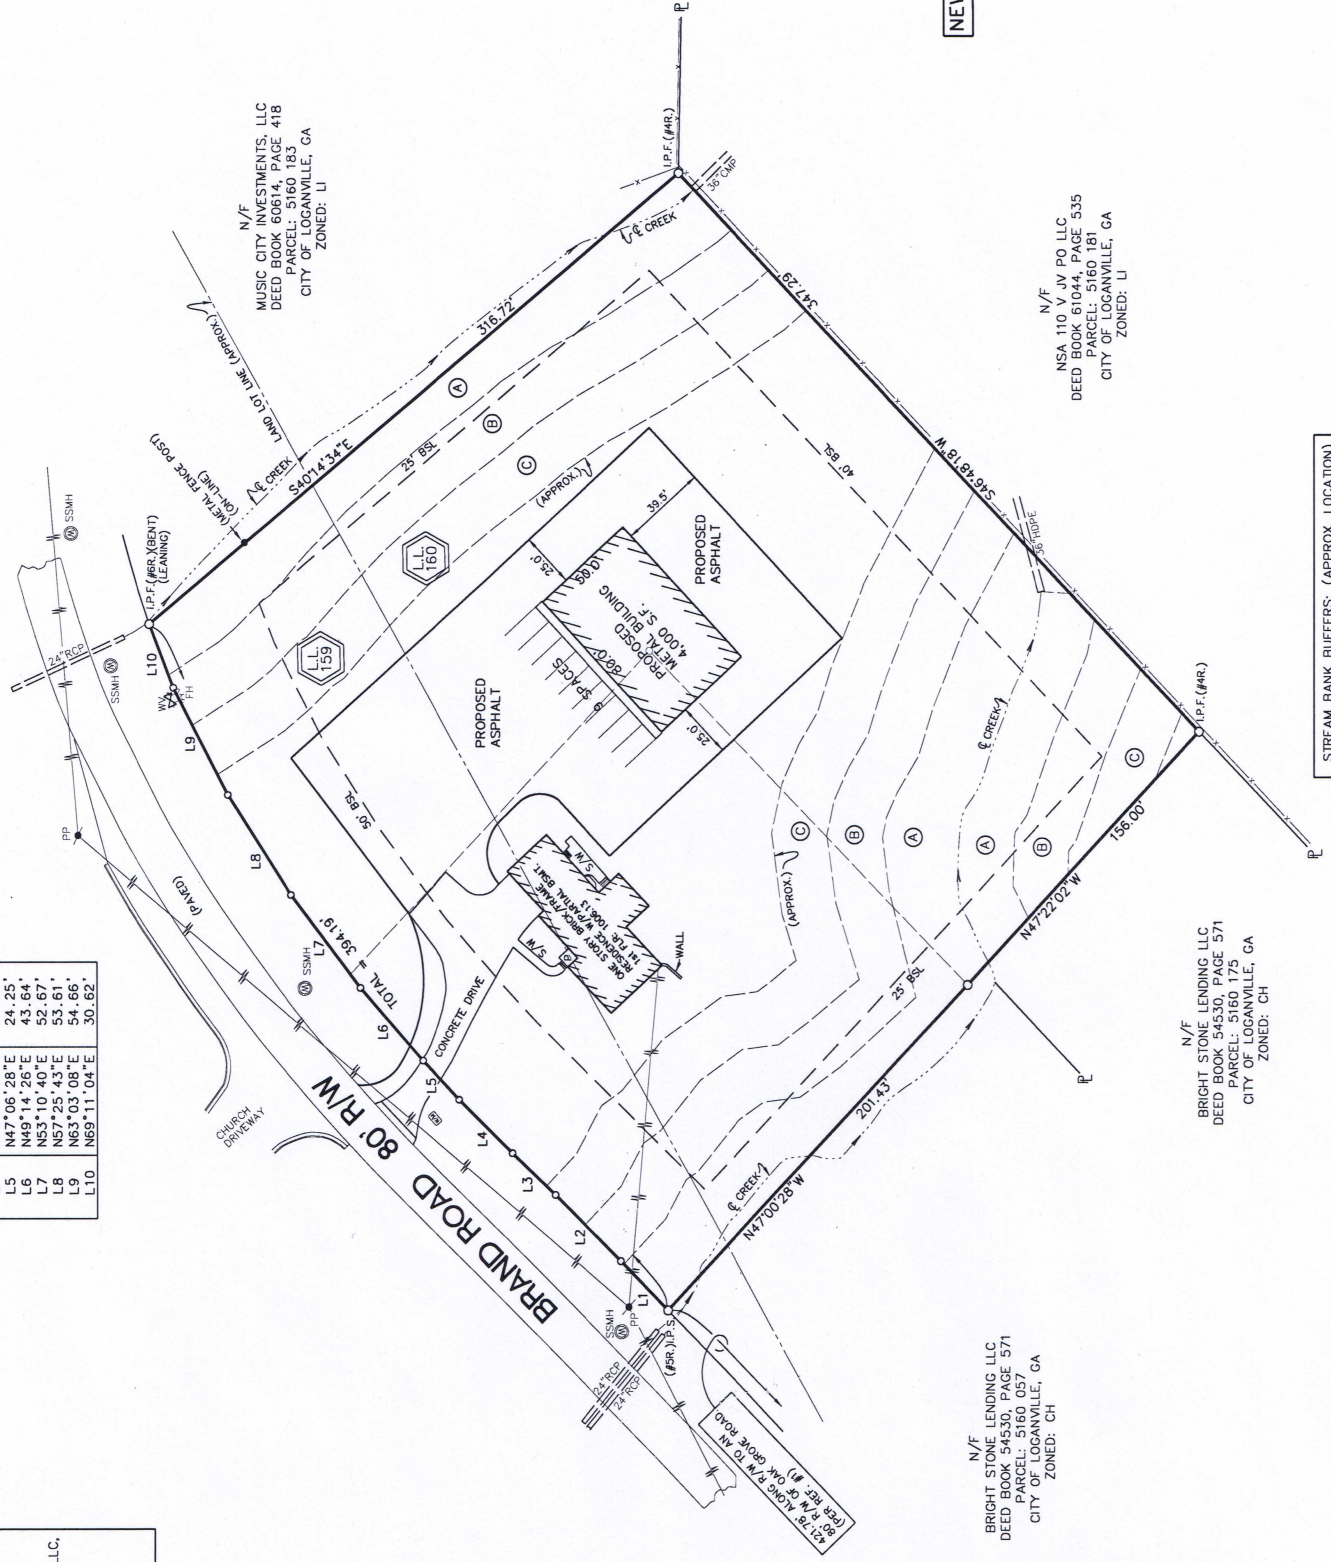 NEV
LLC,
L5 N47°06'28"E 24.25'
L6 N49°14'26"E 43.64'
L7 N53°10'40"E 52.67'
L8 N57°25'43"E 53.61'
L9 N63°03'08"E 54.66'
L10 N69°11'04"E 30.62'
N/F
MUSIC CITY INVESTMENTS, LLC
DEED BOOK 60614, PAGE 418
PARCEL: 5160 183
CITY OF LOGANVILLE, GA
ZONED: LI
N/F
NSA 110 V JV PO LLC
DEED BOOK 61044, PAGE 535
PARCEL: 5160 181
CITY OF LOGANVILLE, GA
ZONED: LI
N/F
BRIGHT STONE LENDING LLC
DEED BOOK 54530, PAGE 571
PARCEL: 5160 175
CITY OF LOGANVILLE, GA
ZONED: CH
N/F
BRIGHT STONE LENDING LLC
DEED BOOK 54530, PAGE 571
PARCEL: 5160 057
CITY OF LOGANVILLE, GA
ZONED: CH
STREAM BANK BUFFERS: (APPROX. LOCATION)
BRAND ROAD 80' R/W
(PAVED)
CHURCH
DRIVEWAY
CONCRETE DRIVE
TOTAL = 394.19'
L1
L2
L3
L4
L5
L6
L7
L8
L9
L10
PP
PP
SSMH
SSMH
SSMH
SSMH
24"RCP
24"RCP
24"RCP
WV
FH
I.P.F.(#6R.)(BENT)
(LEANING)
(METAL FENCE POST)
(ON-LINE)
LAND LOT LINE (APPROX.)
℄ CREEK
S40°14'34"E
316.72'
25' BSL
A
B
C
(APPROX.)
℄ CREEK
I.P.F.(#4R.)
36"CMP
℄ CREEK
347.29'
S46°48'18"W
40' BSL
36"HDPE
I.P.F.(#4R.)
156.00'
N47°22'02"W
25' BSL
201.43'
N47°00'28"W
℄ CREEK
C
B
A
A
B
C
(APPROX.)
L.L.
160
L.L.
159
50' BSL
PROPOSED
ASPHALT
PROPOSED
ASPHALT
PROPOSED
METAL BUILDING
4,000 S.F.
50.0'
80.0'
25.0'
25.0'
39.5'
9 SPACES
ONE STORY BRICK/FRAME
RESIDENCE W/PARTIAL BSMT.
1st FLR: 1006.13
S/W
S/W
WALL
(#5R.)I.P.S.
421.78' ALONG R/W TO AN
80' R/W OF OAK GROVE ROAD
(PER REF. #1)